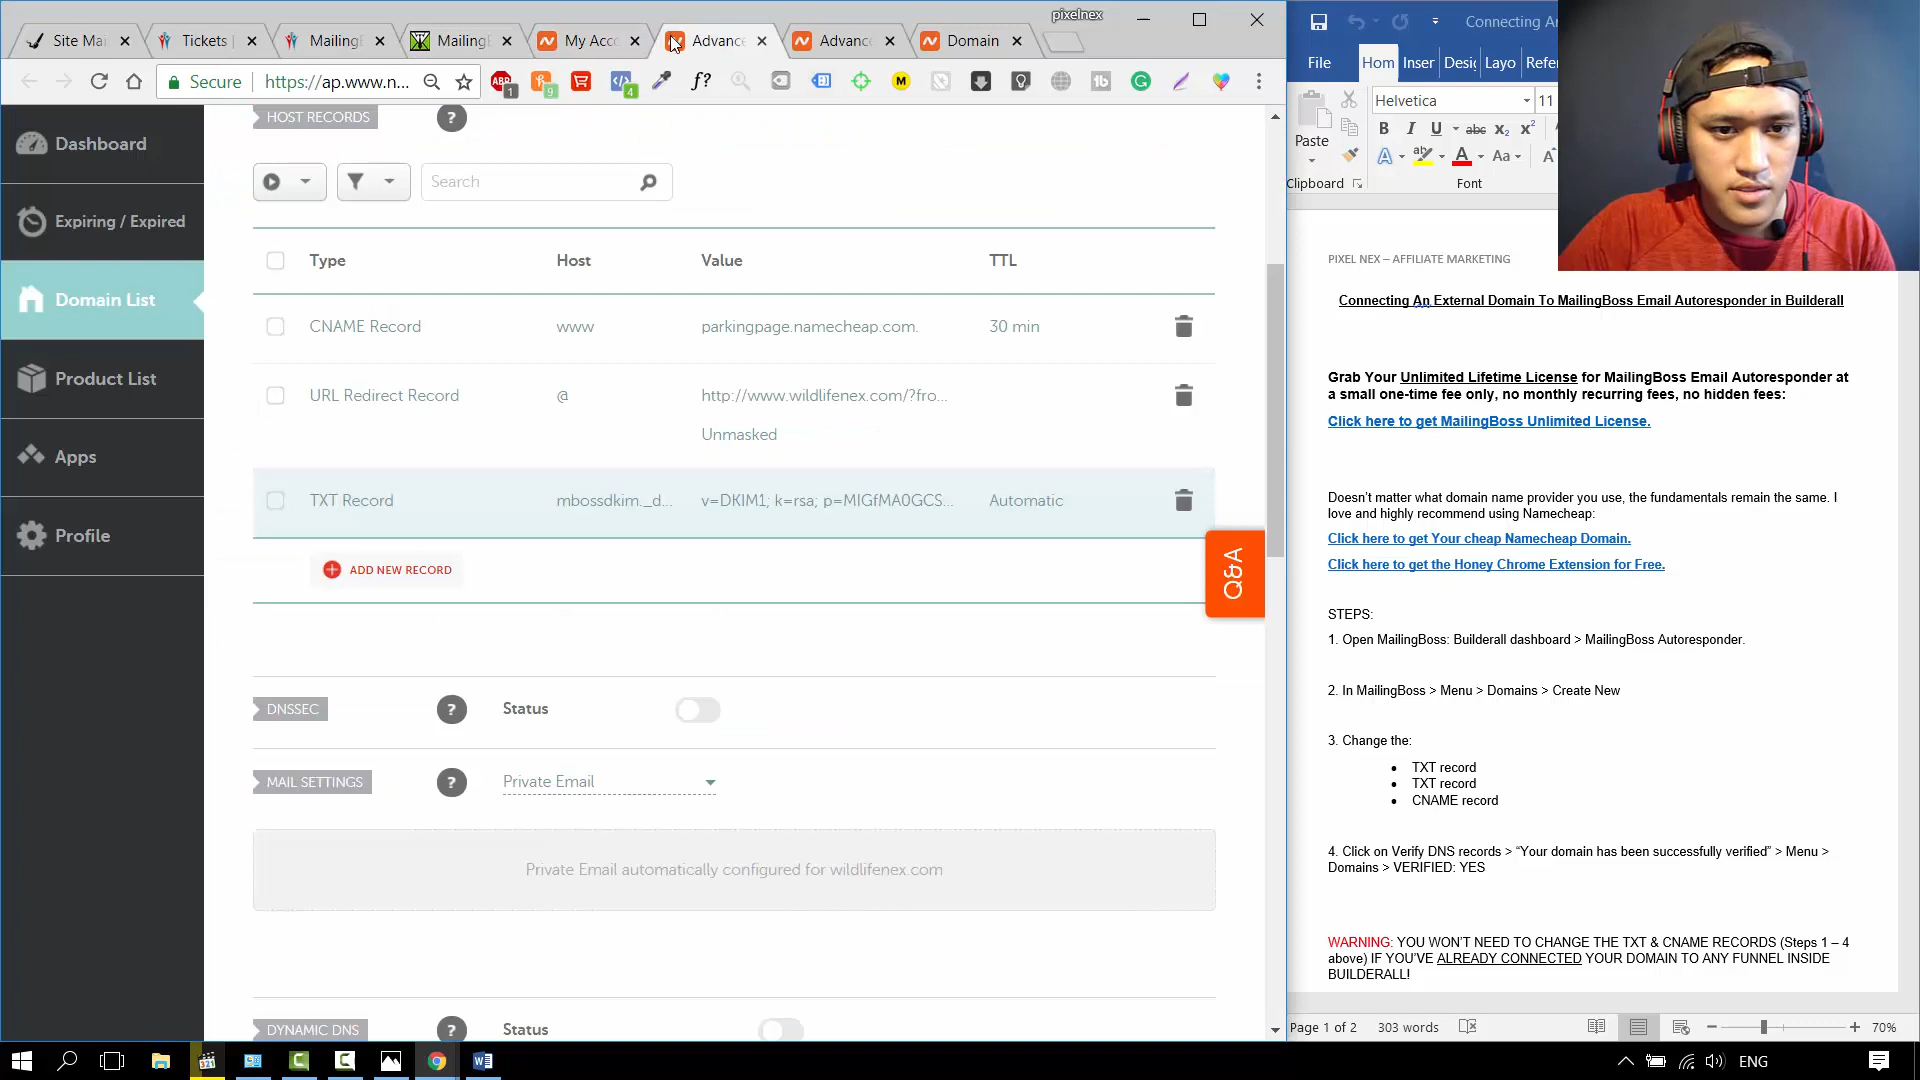 pixelnex
Site Mai
Tickets |
MailingB
MailingB
My Acco
Advance
Advance
Domain
Secure
https://ap.www.n...
HOST RECORDS
Dashboard
Expiring / Expired
Domain List
Product List
Apps
Profile
Search
Type Host Value TTL
CNAME Record www parkingpage.namecheap.com. 30 min
URL Redirect Record @ http://www.wildlifenex.com/?fro...
Unmasked
TXT Record mbossdkim._d... v=DKIM1; k=rsa; p=MIGfMA0GCS... Automatic
ADD NEW RECORD
Q&A
DNSSEC ? Status
MAIL SETTINGS ? Private Email
Private Email automatically configured for wildlifenex.com
DYNAMIC DNS ? Status
Connecting An
File Hom Inser Desig Layo Refer
Helvetica 11
Paste
Clipboard Font
PIXEL NEX – AFFILIATE MARKETING
Connecting An External Domain To MailingBoss Email Autoresponder in Builderall
Grab Your Unlimited Lifetime License for MailingBoss Email Autoresponder at
a small one-time fee only, no monthly recurring fees, no hidden fees:
Click here to get MailingBoss Unlimited License.
Doesn't matter what domain name provider you use, the fundamentals remain the same. I
love and highly recommend using Namecheap:
Click here to get Your cheap Namecheap Domain.
Click here to get the Honey Chrome Extension for Free.
STEPS:
1. Open MailingBoss: Builderall dashboard > MailingBoss Autoresponder.
2. In MailingBoss > Menu > Domains > Create New
3. Change the:
• TXT record
• TXT record
• CNAME record
4. Click on Verify DNS records > “Your domain has been successfully verified” > Menu >
Domains > VERIFIED: YES
WARNING: YOU WON'T NEED TO CHANGE THE TXT & CNAME RECORDS (Steps 1 – 4
above) IF YOU'VE ALREADY CONNECTED YOUR DOMAIN TO ANY FUNNEL INSIDE
BUILDERALL!
Page 1 of 2 303 words 70%
ENG